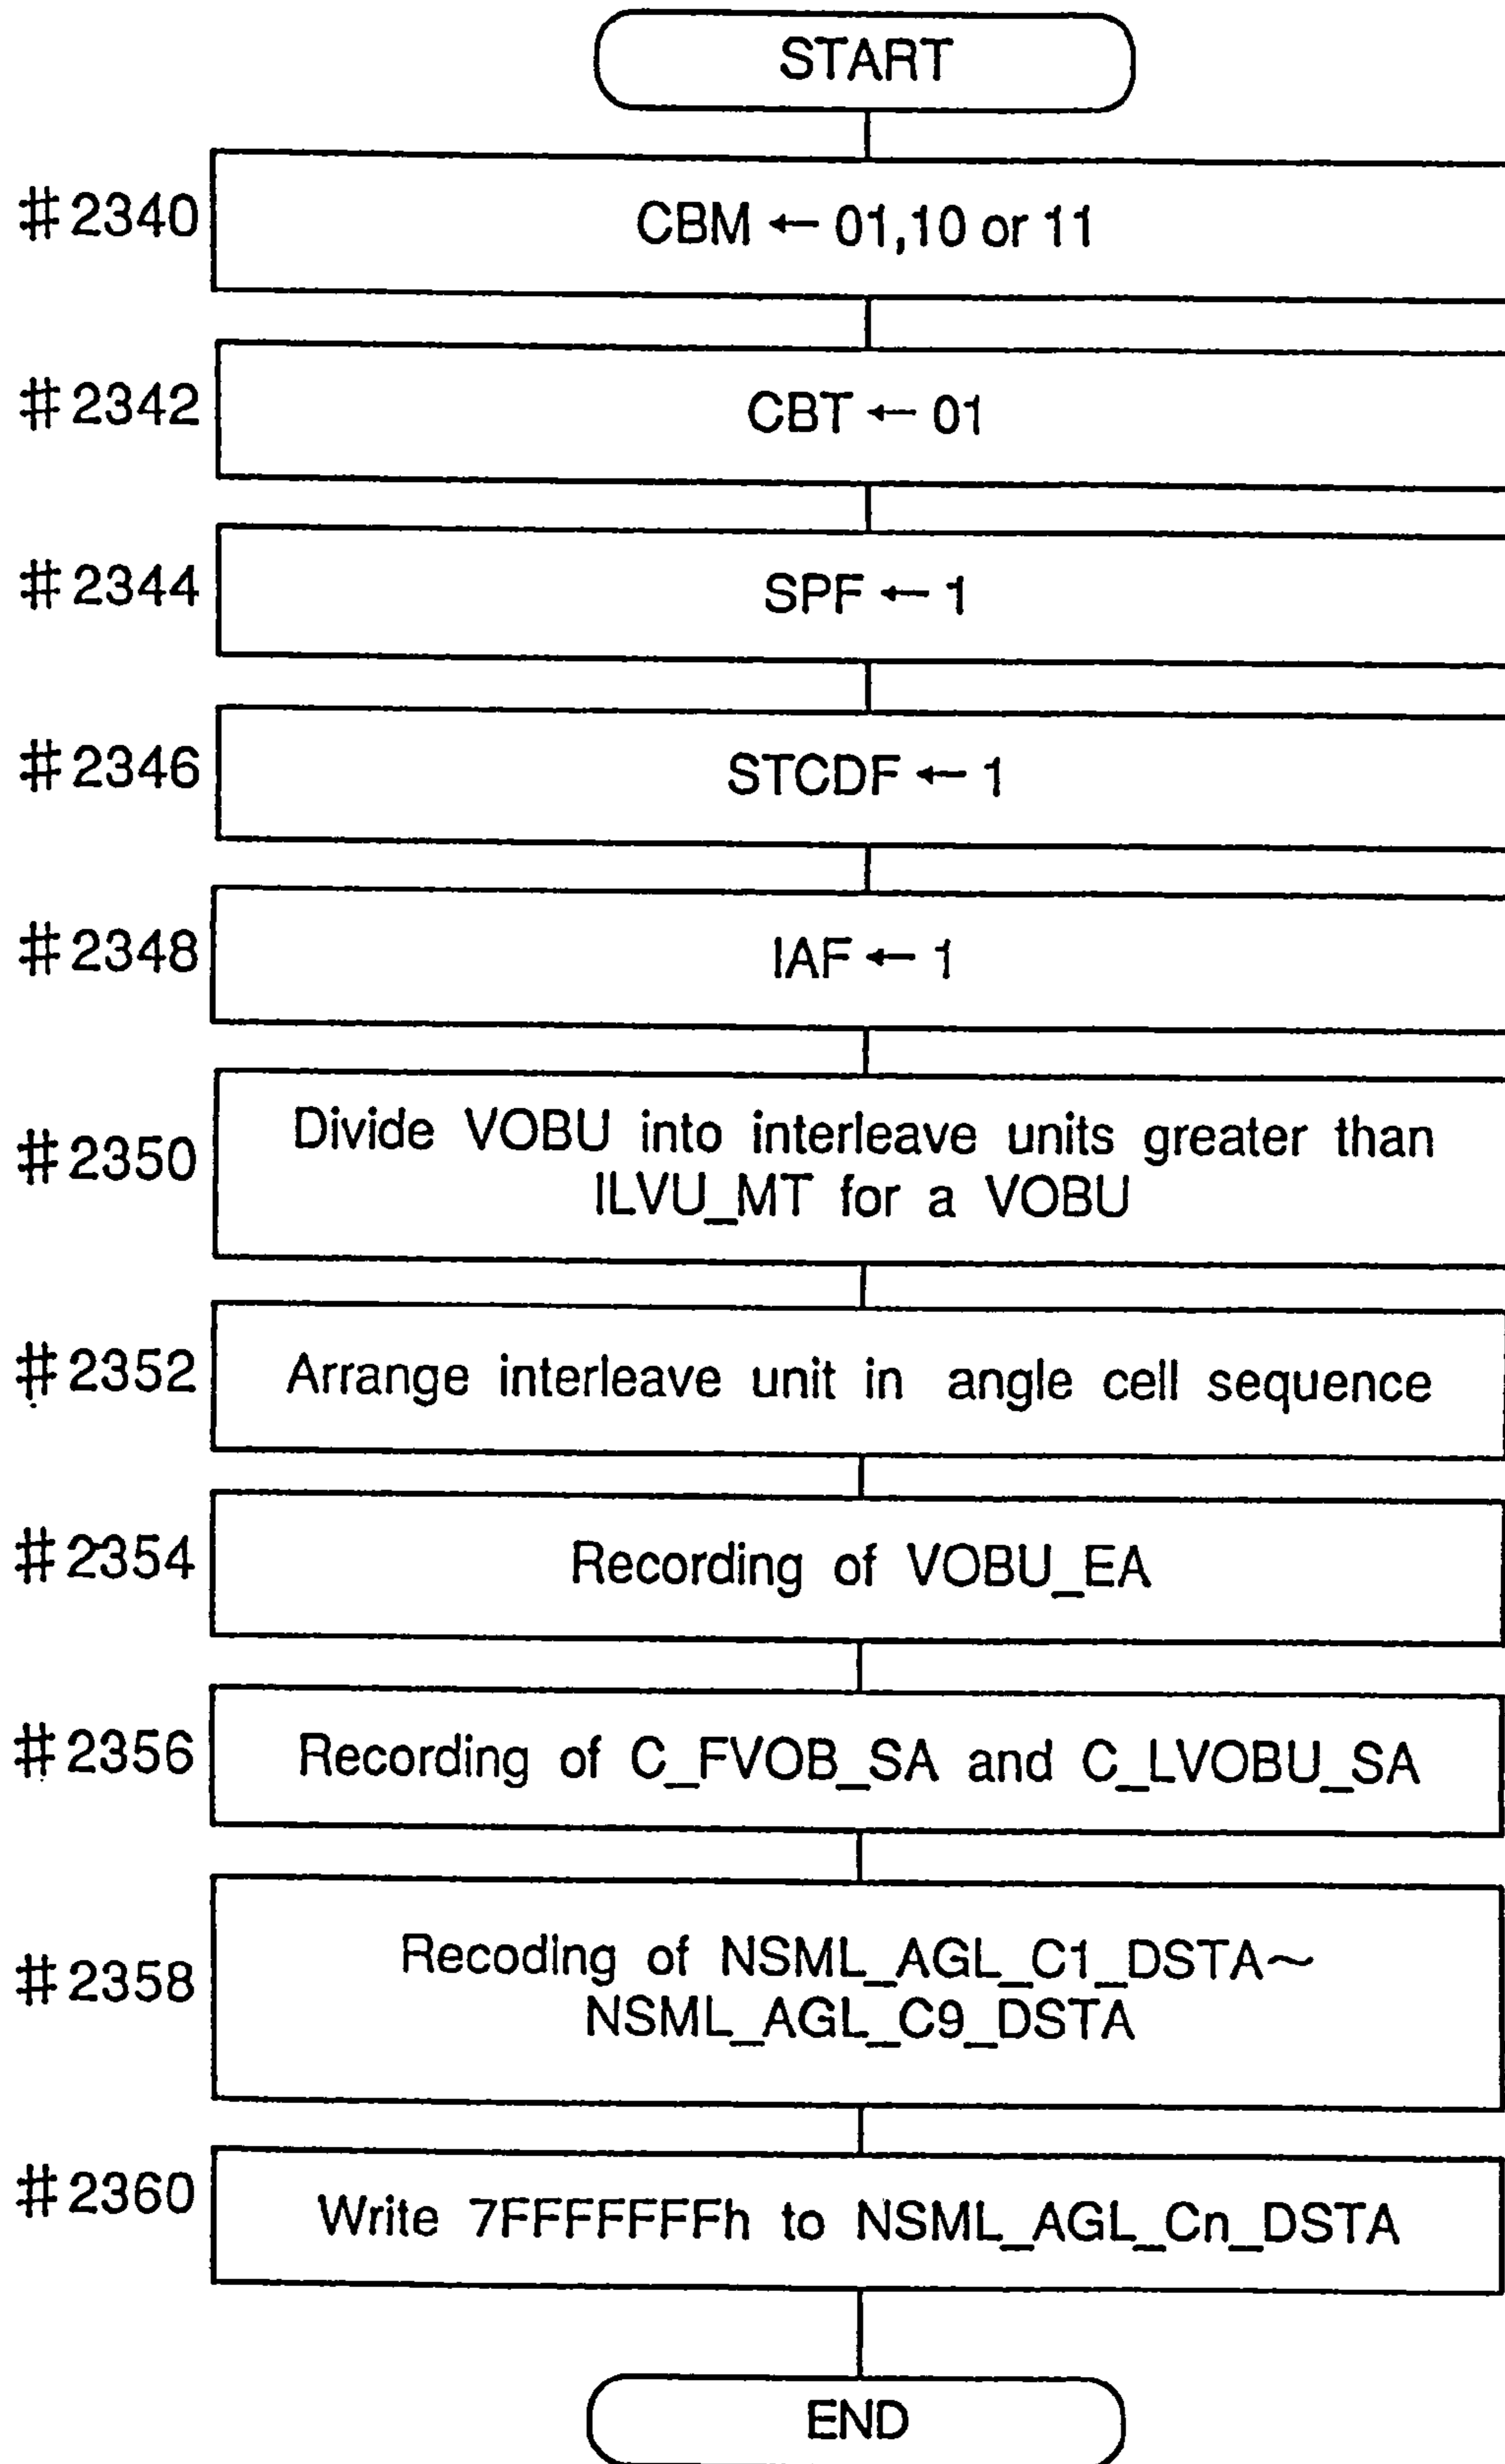 START
#2340
CBM ← 01,10 or 11
#2342
CBT ← 01
#2344
SPF ← 1
#2346
STCDF ← 1
#2348
IAF ← 1
#2350
Divide VOBU into interleave units greater than
ILVU_MT for a VOBU
#2352
Arrange interleave unit in angle cell sequence
#2354
Recording of VOBU_EA
#2356
Recording of C_FVOB_SA and C_LVOBU_SA
#2358
Recoding of NSML_AGL_C1_DSTA~
NSML_AGL_C9_DSTA
#2360
Write 7FFFFFFFh to NSML_AGL_Cn_DSTA
END